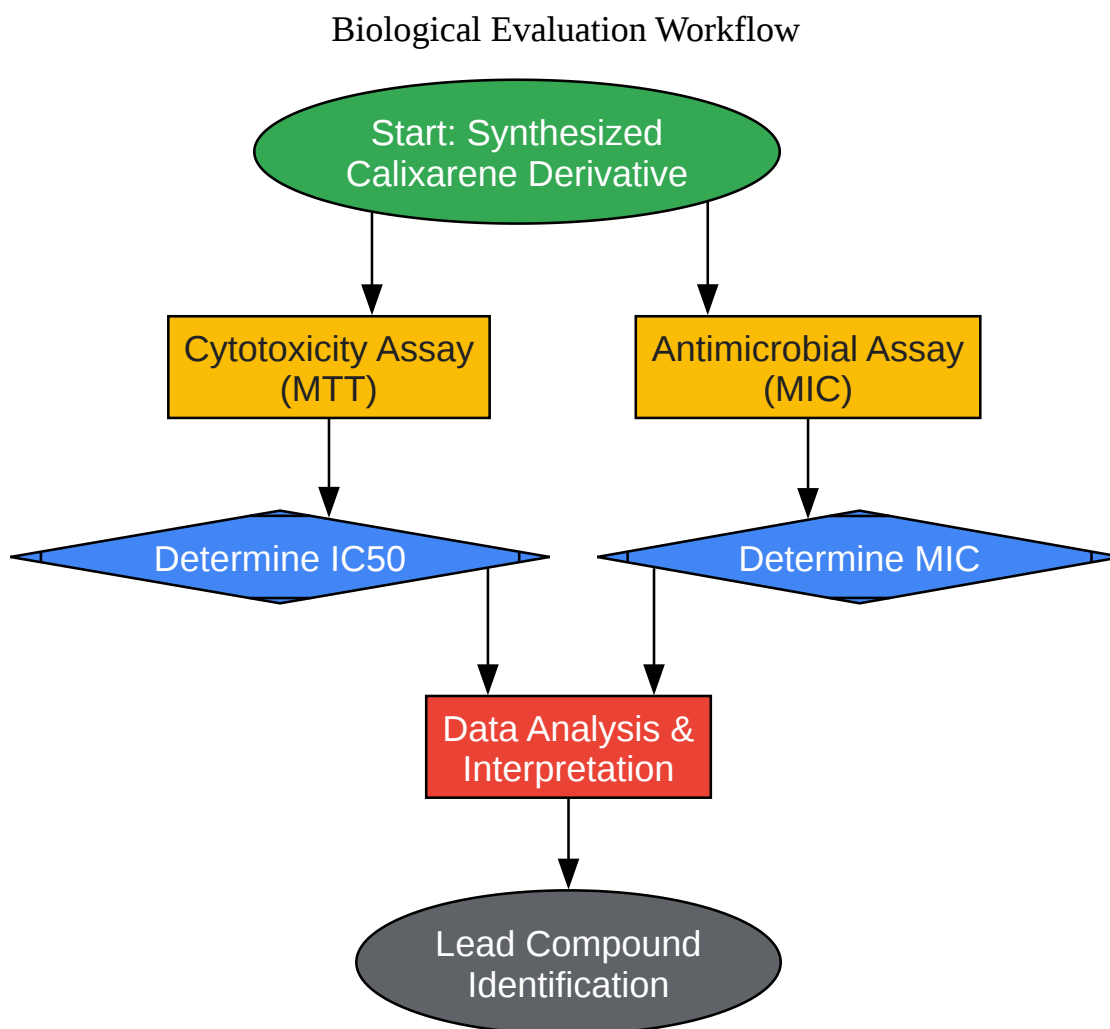 Biological Evaluation Workflow
Start: Synthesized
Calixarene Derivative
Cytotoxicity Assay
(MTT)
Antimicrobial Assay
(MIC)
Determine IC50
Determine MIC
Data Analysis &
Interpretation
Lead Compound
Identification